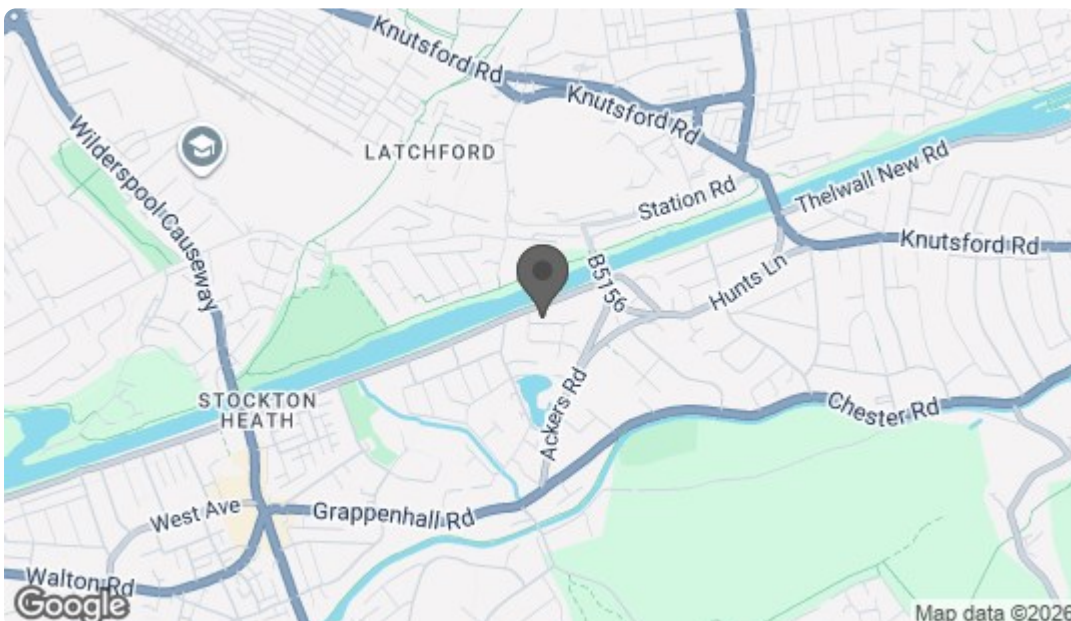 Knutsford Rd
Knutsford Rd
Wilderspool Causeway
LATCHFORD
Station Rd
Thelwall New Rd
Knutsford Rd
B5156
Hunts Ln
STOCKTON
HEATH
Ackers Rd
Chester Rd
West Ave
Grappenhall Rd
Walton Rd
Google
Map data ©2026